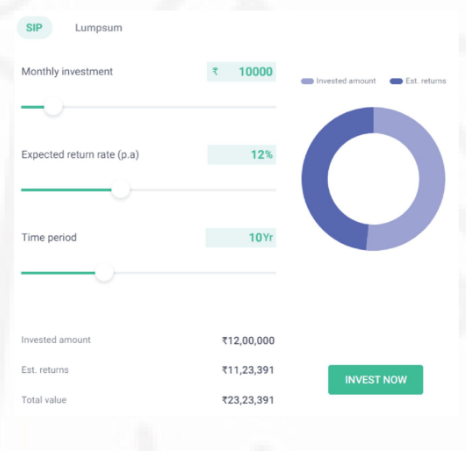 SIP Lumpsum
Monthly investment ₹ 10000
Invested amount Est. returns
Expected return rate (p.a) 12%
Time period 10Yr
Invested amount ₹12,00,000
Est. returns ₹11,23,391
INVEST NOW
Total value ₹23,23,391